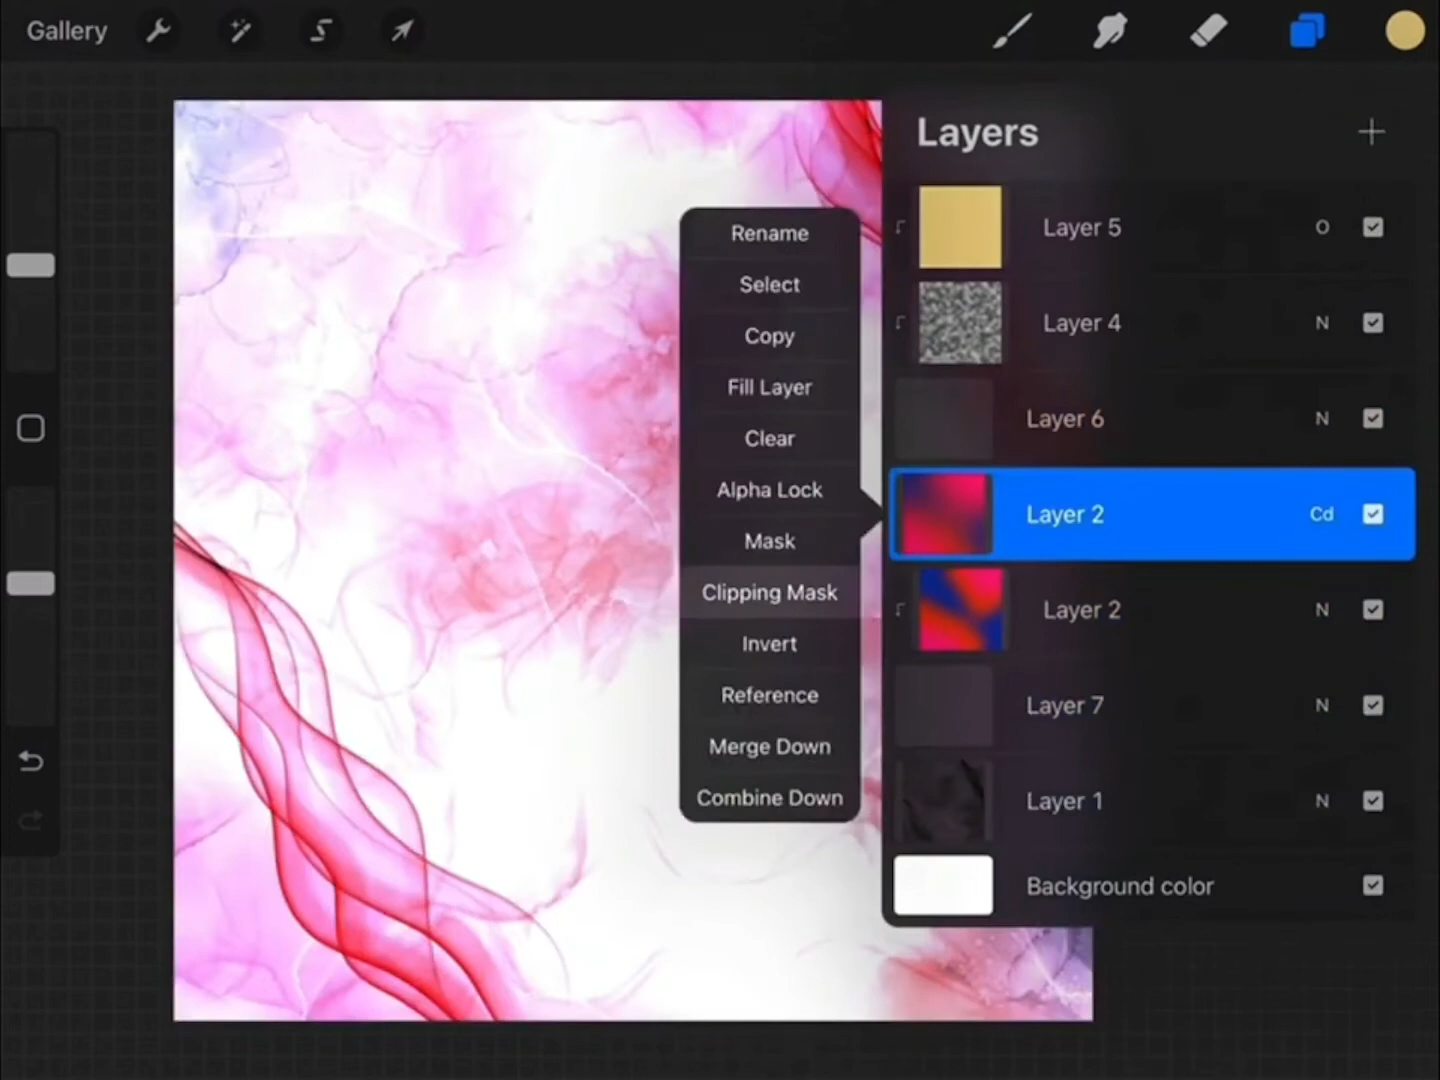 Gallery
Layers
Layer 5
O
Layer 4
N
Layer 6
N
Layer 2
Cd
Layer 2
N
Layer 7
N
Layer 1
N
Background color
Rename
Select
Copy
Fill Layer
Clear
Alpha Lock
Mask
Clipping Mask
Invert
Reference
Merge Down
Combine Down